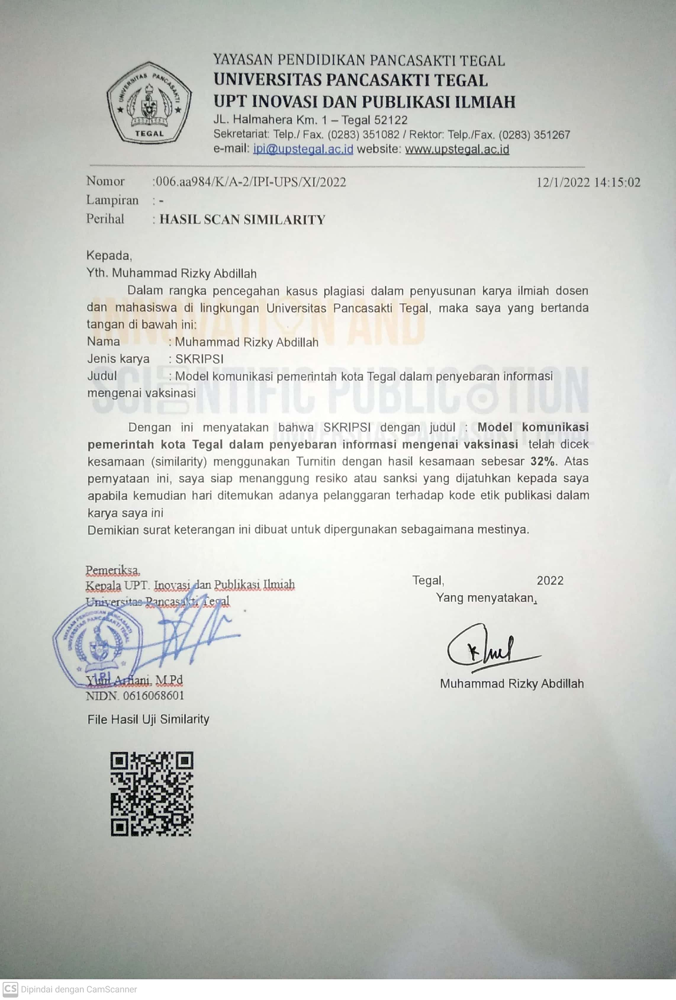 YAYASAN PENDIDIKAN PANCASAKTI TEGAL
UNIVERSITAS PANCASAKTI TEGAL
UPT INOVASI DAN PUBLIKASI ILMIAH
JL. Halmahera Km. 1 – Tegal 52122
Sekretariat: Telp./ Fax. (0283) 351082 / Rektor: Telp./Fax. (0283) 351267
e-mail: ipi@upstegal.ac.id website: www.upstegal.ac.id
UNIVERSITAS PANCASAKTI
TEGAL
Nomor :006.aa984/K/A-2/IPI-UPS/XI/2022 12/1/2022 14:15:02
Lampiran : -
Perihal : HASIL SCAN SIMILARITY
Kepada,
Yth. Muhammad Rizky Abdillah
Dalam rangka pencegahan kasus plagiasi dalam penyusunan karya ilmiah dosen
dan mahasiswa di lingkungan Universitas Pancasakti Tegal, maka saya yang bertanda
tangan di bawah ini:
Nama : Muhammad Rizky Abdillah
Jenis karya : SKRIPSI
Judul : Model komunikasi pemerintah kota Tegal dalam penyebaran informasi
mengenai vaksinasi
INNOVATION AND
SCIENTIFIC PUBLICATION
UNIVERSITAS PANCASAKTI TEGAL
Dengan ini menyatakan bahwa SKRIPSI dengan judul : Model komunikasi
pemerintah kota Tegal dalam penyebaran informasi mengenai vaksinasi telah dicek
kesamaan (similarity) menggunakan Turnitin dengan hasil kesamaan sebesar 32%. Atas
pernyataan ini, saya siap menanggung resiko atau sanksi yang dijatuhkan kepada saya
apabila kemudian hari ditemukan adanya pelanggaran terhadap kode etik publikasi dalam
karya saya ini
Demikian surat keterangan ini dibuat untuk dipergunakan sebagaimana mestinya.
Pemeriksa,
Kepala UPT. Inovasi dan Publikasi Ilmiah
Universitas Pancasakti Tegal
YAYASAN PENDIDIKAN PANCASAKTI
UNIVERSITAS PANCASAKTI TEGAL
IPI
M.Pd
NIDN. 0616068601
Tegal, 2022
Yang menyatakan,
Muhammad Rizky Abdillah
File Hasil Uji Similarity
CS Dipindai dengan CamScanner